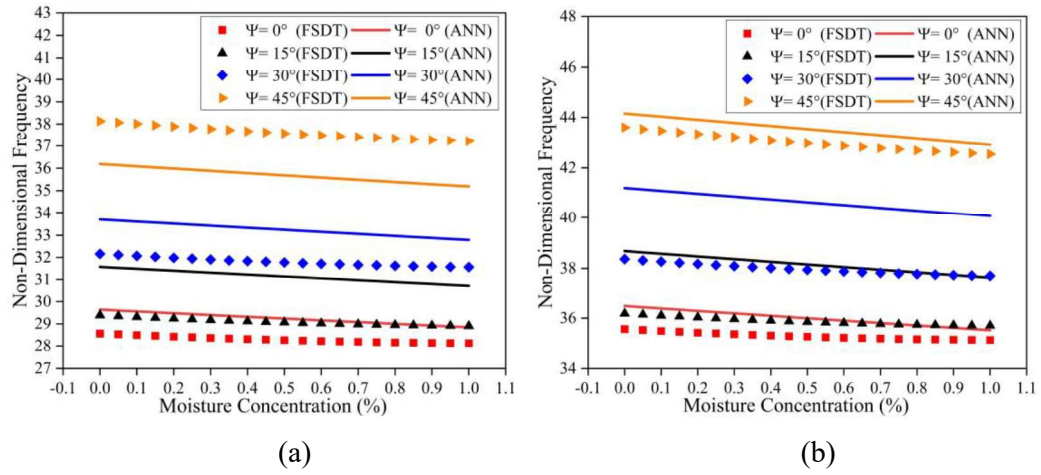 43
42
41
40
39
38
37
36
35
34
33
32
31
30
29
28
27
Non-Dimensional Frequency
Ψ= 0° (FSDT) Ψ= 0° (ANN)
Ψ= 15°(FSDT) Ψ= 15°(ANN)
Ψ= 30°(FSDT) Ψ= 30°(ANN)
Ψ= 45°(FSDT) Ψ= 45°(ANN)
-0.1 0.0 0.1 0.2 0.3 0.4 0.5 0.6 0.7 0.8 0.9 1.0 1.1
Moisture Concentration (%)
(a)
48
46
44
42
40
38
36
34
Non-Dimensional Frequency
Ψ= 0° (FSDT) Ψ= 0° (ANN)
Ψ= 15°(FSDT) Ψ= 15°(ANN)
Ψ= 30°(FSDT) Ψ= 30°(ANN)
Ψ= 45°(FSDT) Ψ= 45°(ANN)
-0.1 0.0 0.1 0.2 0.3 0.4 0.5 0.6 0.7 0.8 0.9 1.0 1.1
Moisture Concentration (%)
(b)